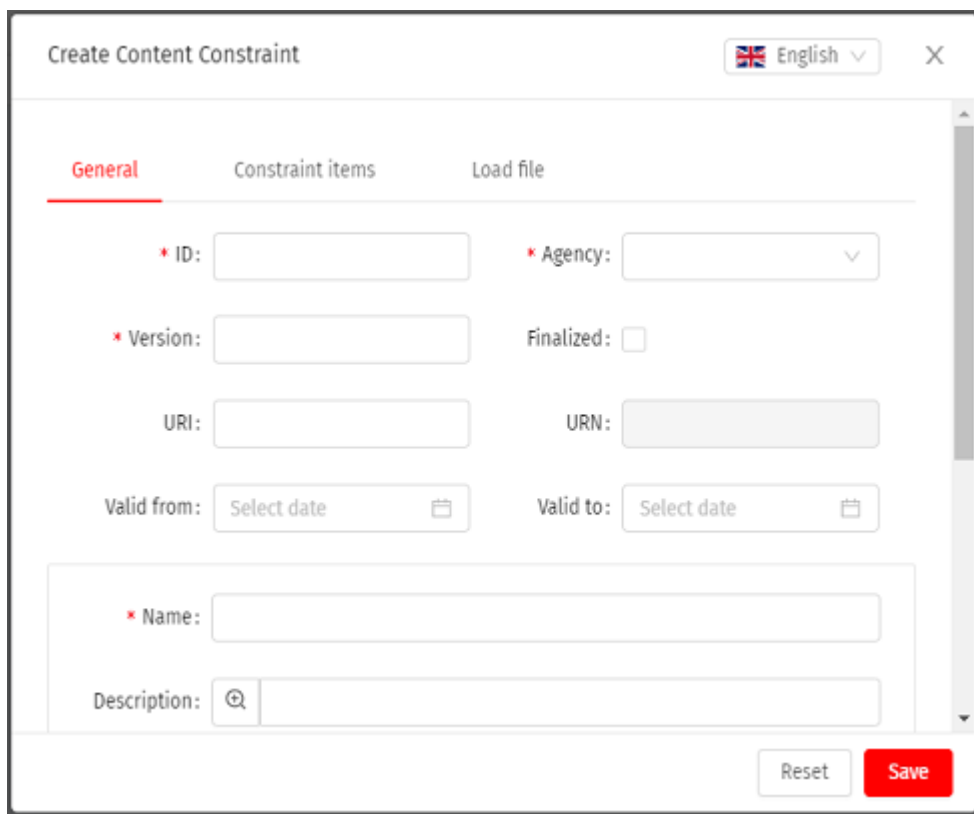 Create Content Constraint English
General Constraint items Load file
* ID: * Agency:
* Version: Finalized:
URI: URN:
Valid from: Select date Valid to: Select date
* Name:
Description:
Reset Save